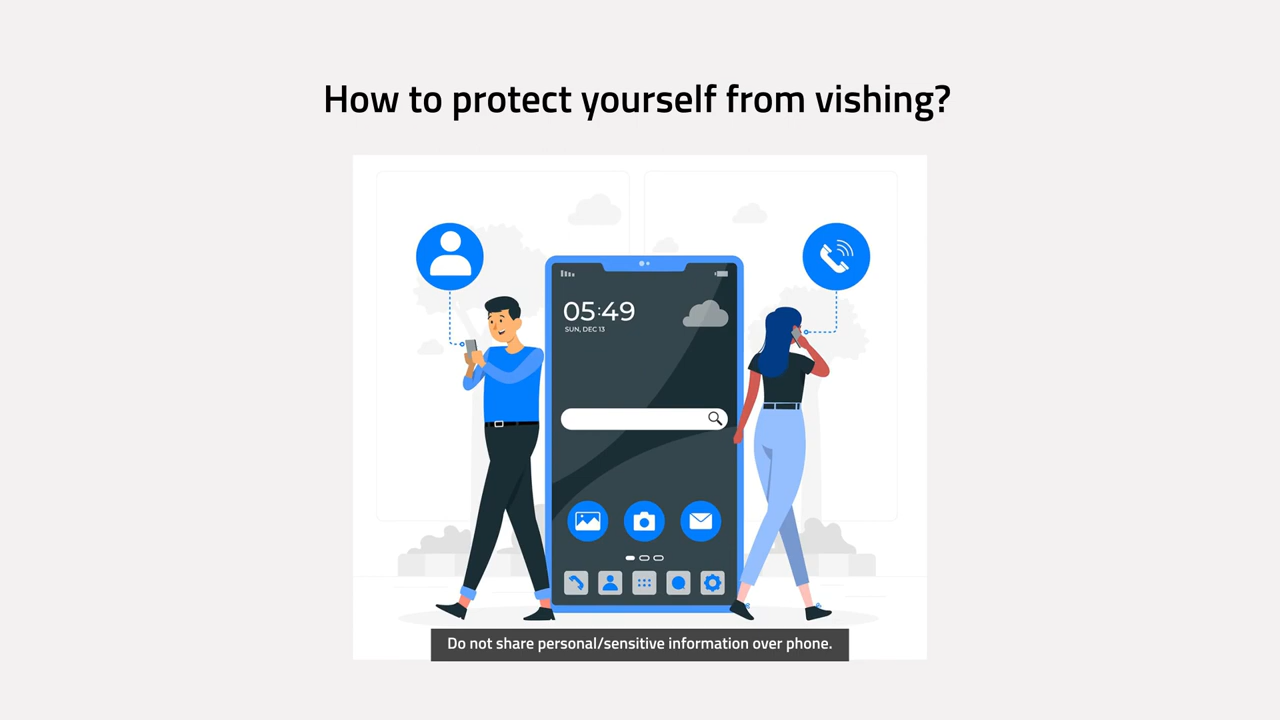 How to protect yourself from vishing?
05:49
SUN, DEC 13
Do not share personal/sensitive information over phone.